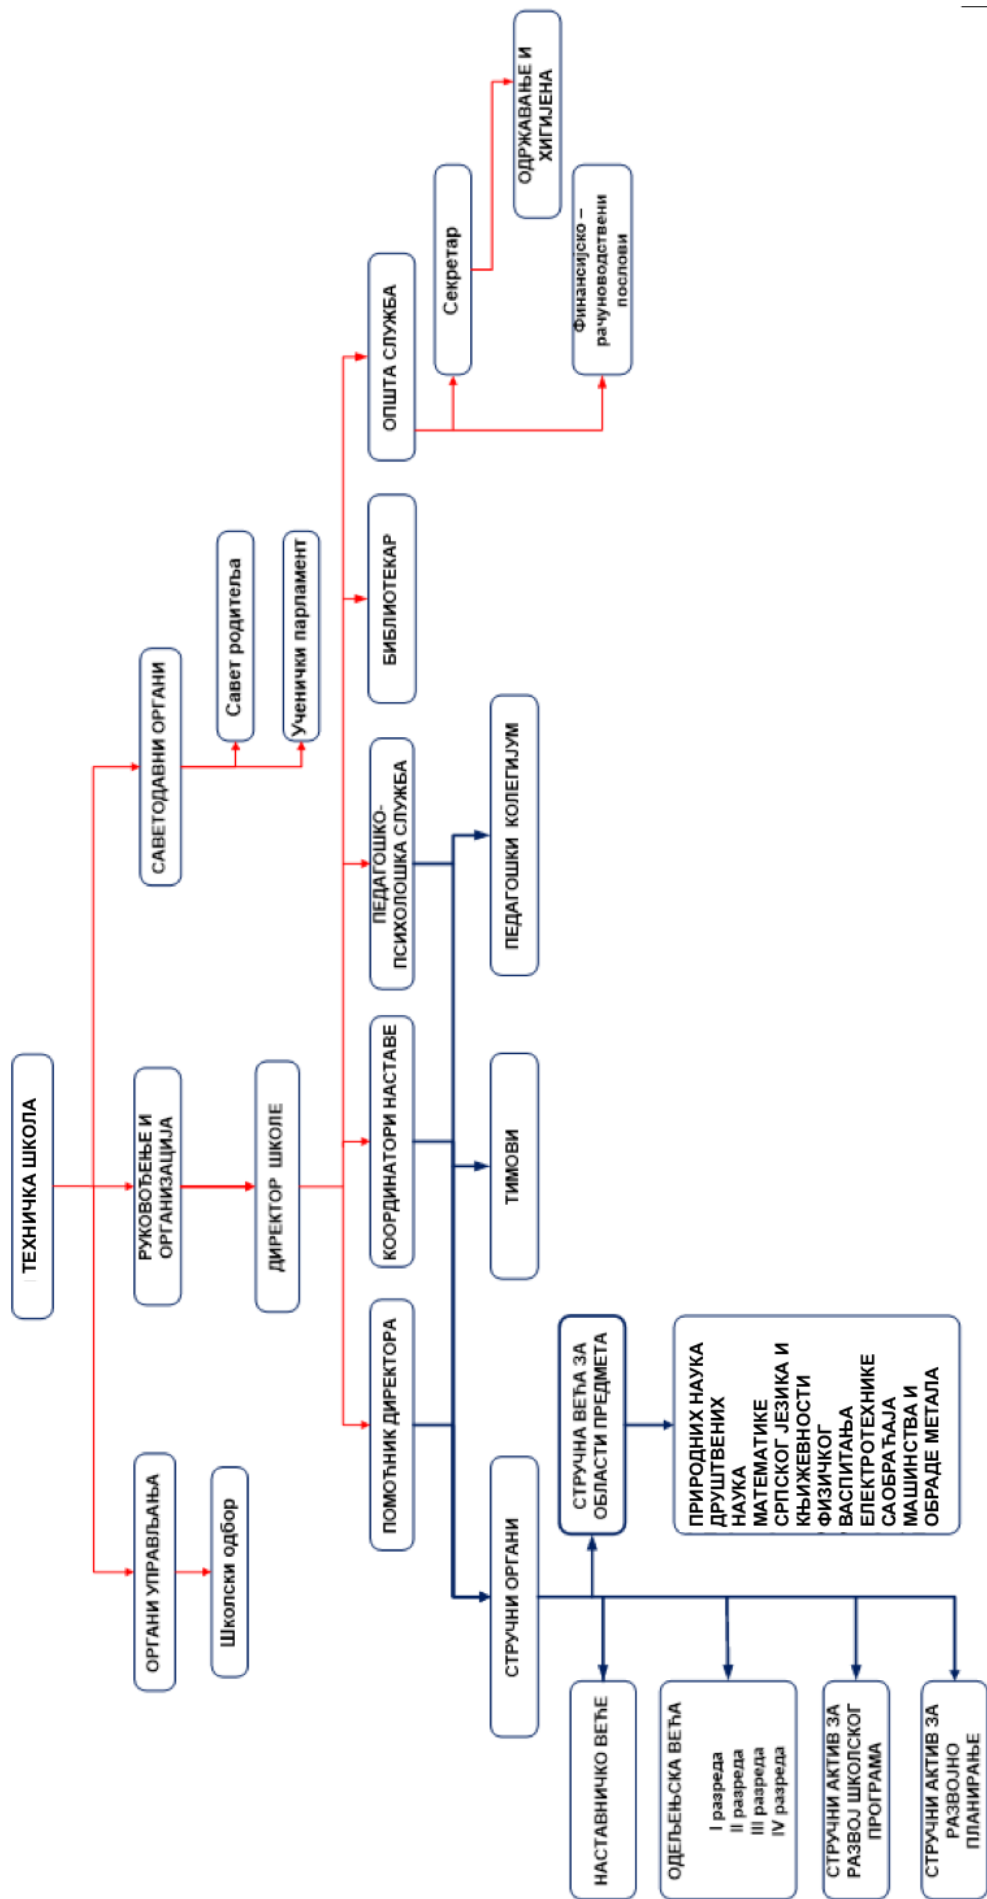 ТЕХНИЧКА ШКОЛА
ОРГАНИ УПРАВЉАЊА
РУКОВОЂЕЊЕ И
ОРГАНИЗАЦИЈА
САВЕТОДАВНИ ОРГАНИ
Школски одбор
Савет родитеља
ДИРЕКТОР ШКОЛЕ
Ученички парламент
ПОМОЋНИК ДИРЕКТОРА
КООРДИНАТОРИ НАСТАВЕ
ПЕДАГОШКО-
ПСИХОЛОШКА СЛУЖБА
БИБЛИОТЕКАР
ОПШТА СЛУЖБА
Секретар
СТРУЧНИ ОРГАНИ
ТИМОВИ
ПЕДАГОШКИ КОЛЕГИЈУМ
ОДРЖАВАЊЕ И
ХИГИЈЕНА
НАСТАВНИЧКО ВЕЋЕ
СТРУЧНА ВЕЋА ЗА
ОБЛАСТИ ПРЕДМЕТА
Финансијско –
рачуноводствени
послови
ОДЕЉЕЊСКА ВЕЋА
I разреда
II разреда
III разреда
IV разреда
ПРИРОДНИХ НАУКА
ДРУШТВЕНИХ
НАУКА
МАТЕМАТИКЕ
СРПСКОГ ЈЕЗИКА И
КЊИЖЕВНОСТИ
ФИЗИЧКОГ
ВАСПИТАЊА
ЕЛЕКТРОТЕХНИКЕ
САОБРАЋАЈА
МАШИНСТВА И
ОБРАДЕ МЕТАЛА
СТРУЧНИ АКТИВ ЗА
РАЗВОЈ ШКОЛСКОГ
ПРОГРАМА
СТРУЧНИ АКТИВ ЗА
РАЗВОЈНО
ПЛАНИРАЊЕ